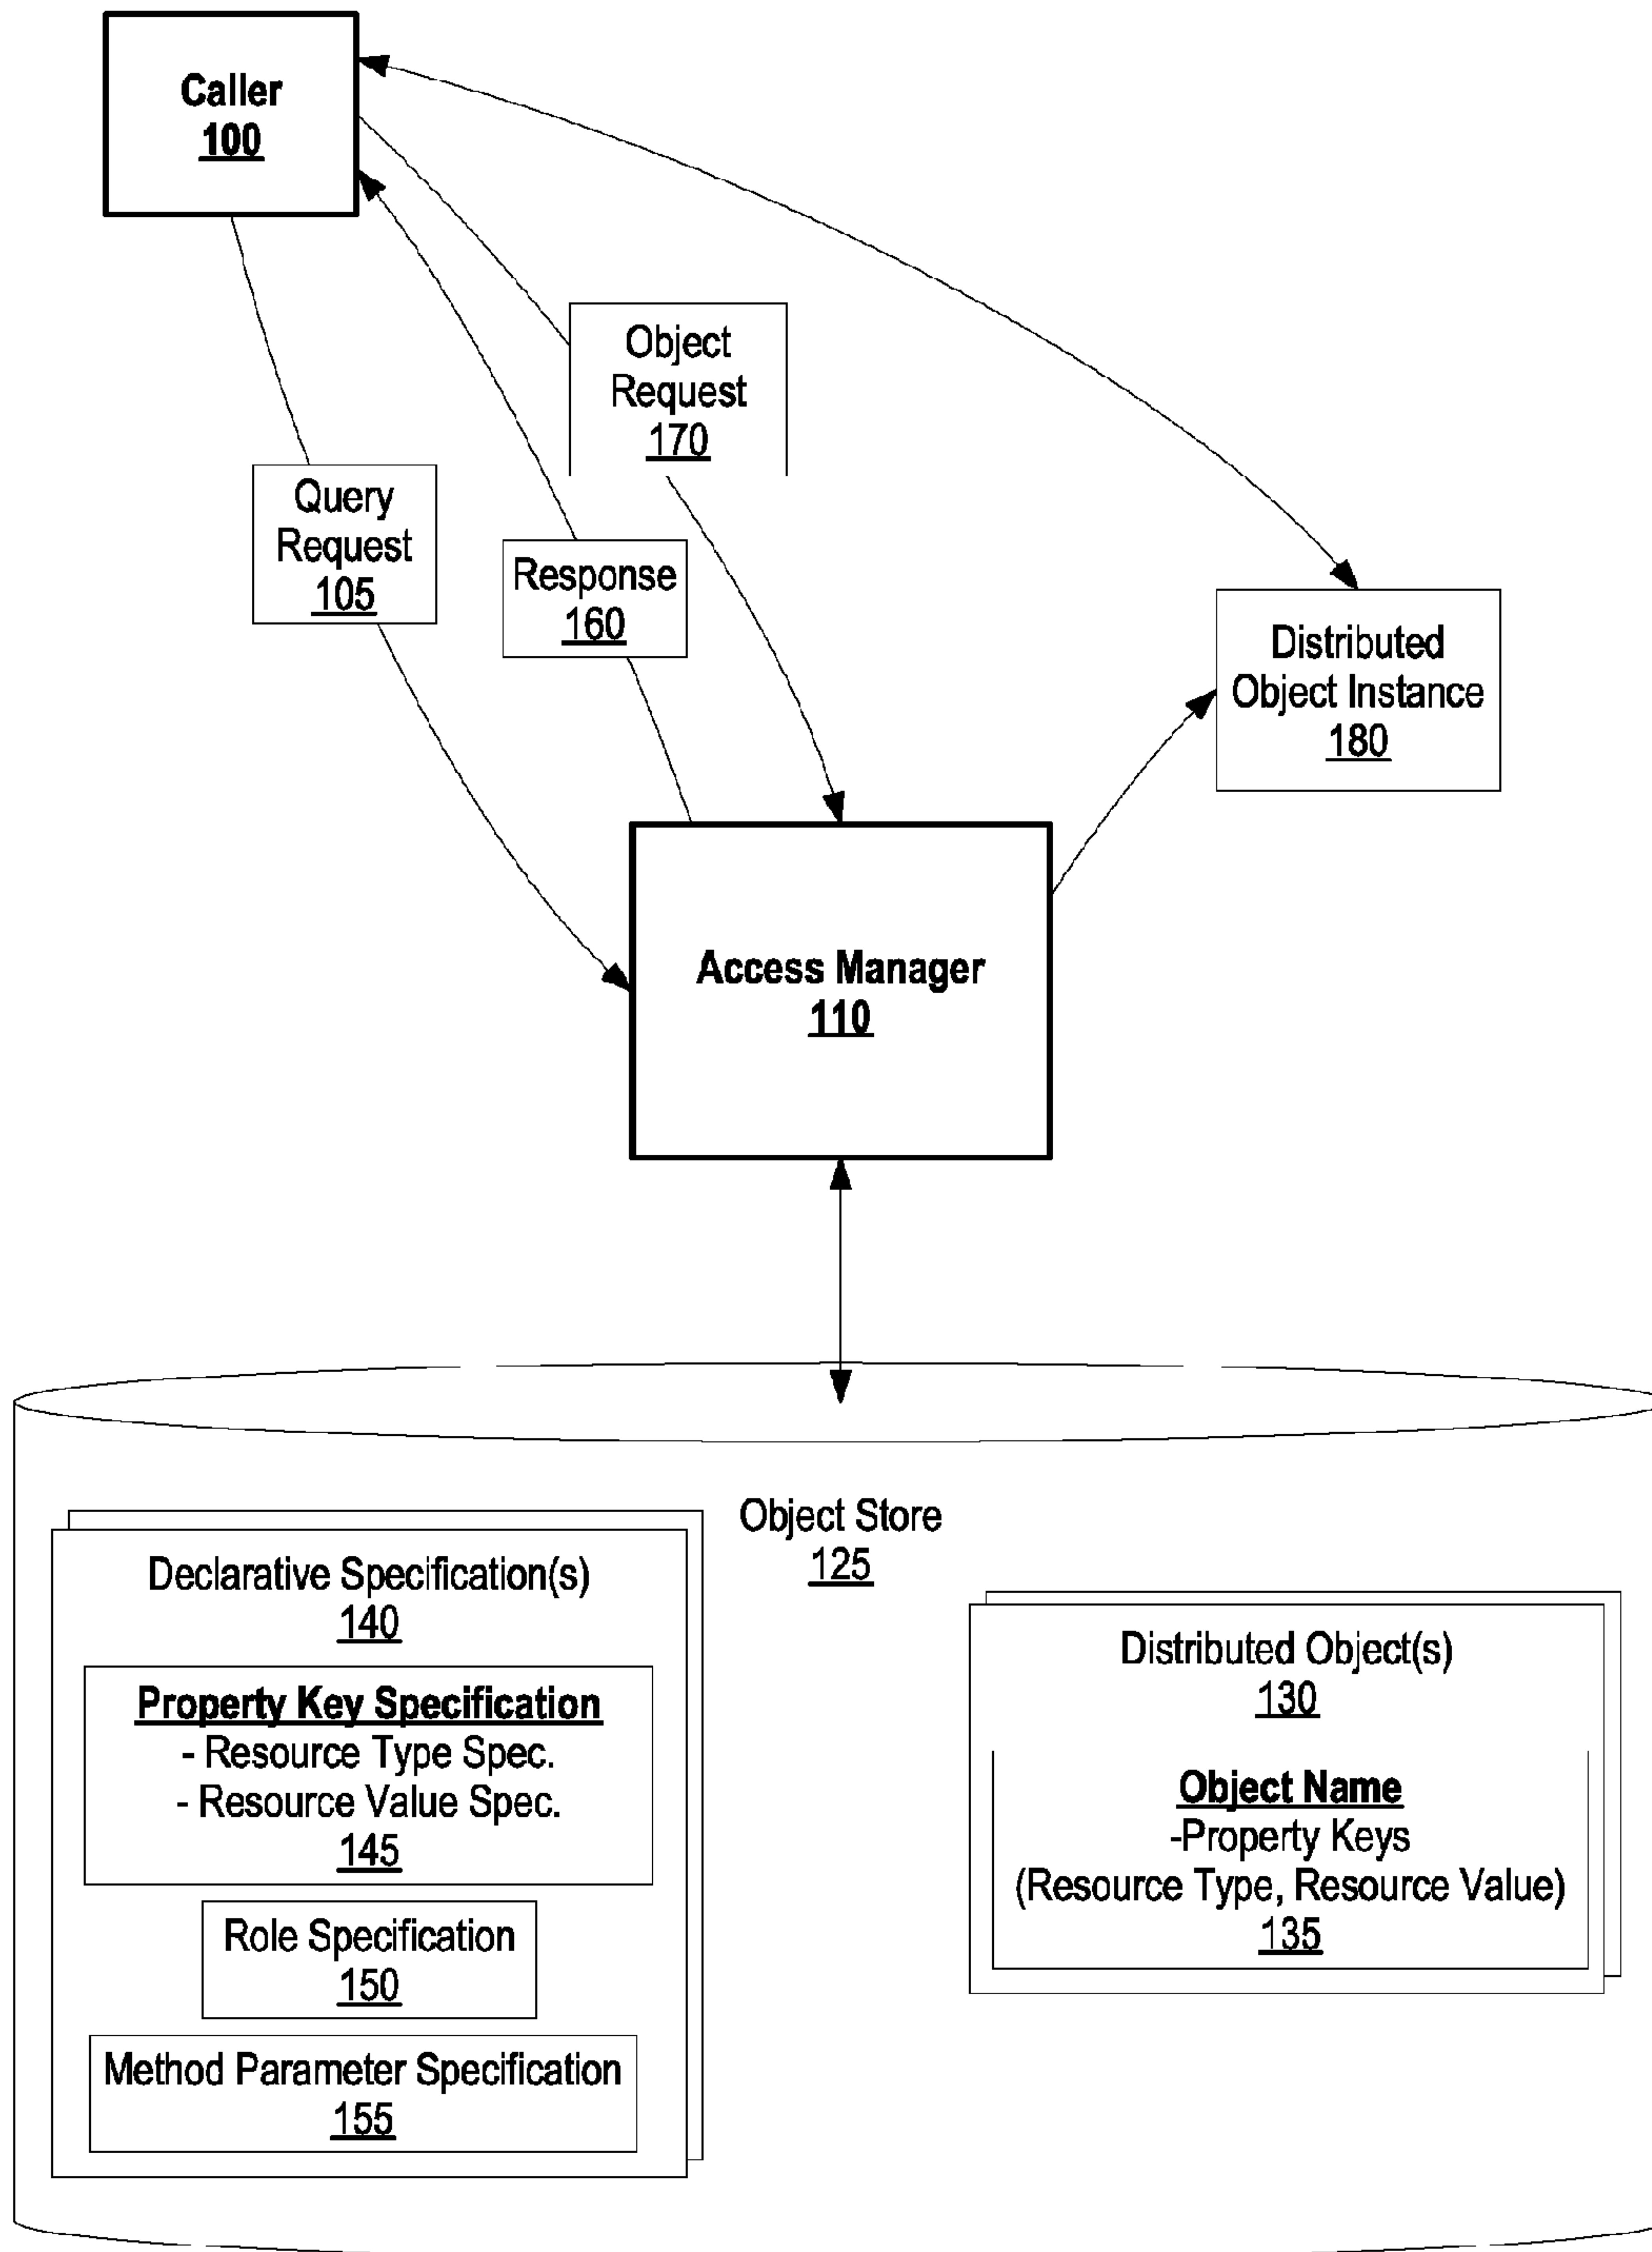 Caller
100
Object
Request
170
Query
Request
105
Response
160
Distributed
Object Instance
180
Access Manager
110
Object Store
125
Declarative Specification(s)
140
Property Key Specification
- Resource Type Spec.
- Resource Value Spec.
145
Role Specification
150
Method Parameter Specification
155
Distributed Object(s)
130
Object Name
-Property Keys
(Resource Type, Resource Value)
135